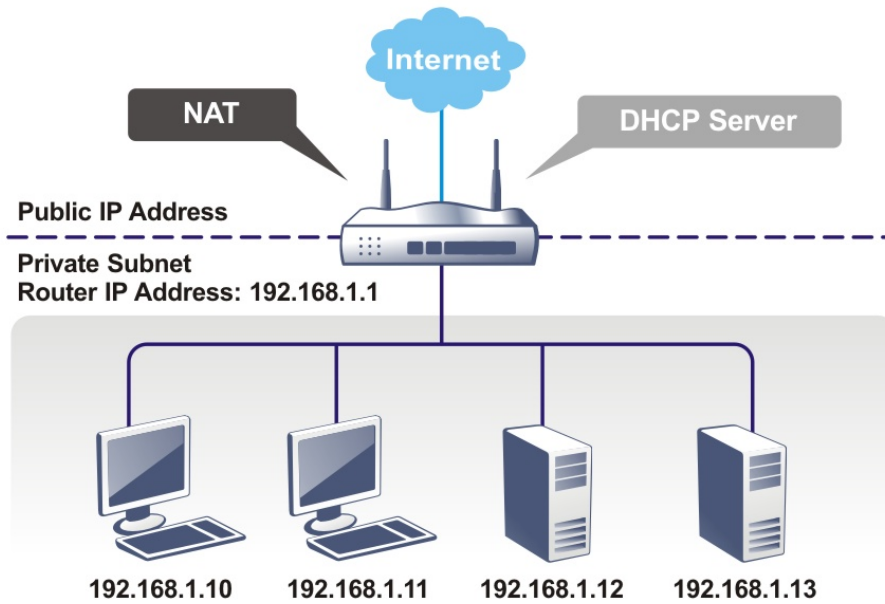 Internet
NAT
DHCP Server
Public IP Address
Private Subnet
Router IP Address: 192.168.1.1
192.168.1.10
192.168.1.11
192.168.1.12
192.168.1.13